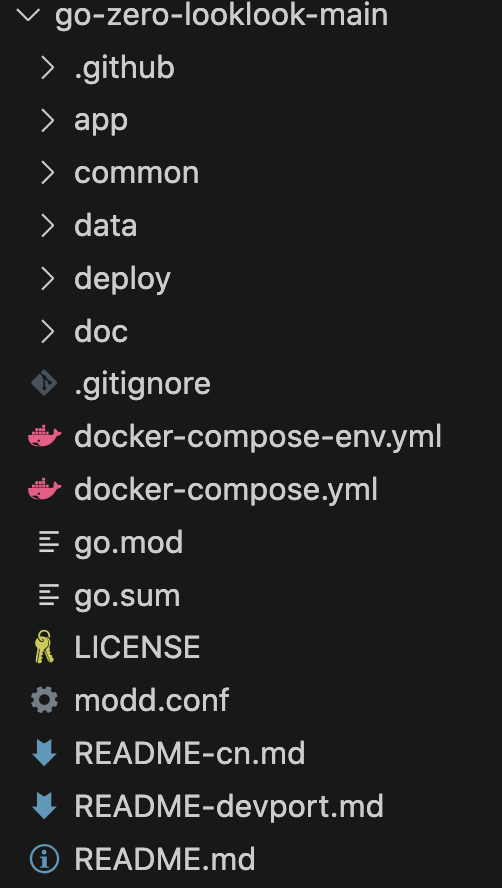 go-zero-looklook-main
.github
app
common
data
deploy
doc
.gitignore
docker-compose-env.yml
docker-compose.yml
go.mod
go.sum
LICENSE
modd.conf
README-cn.md
README-devport.md
README.md